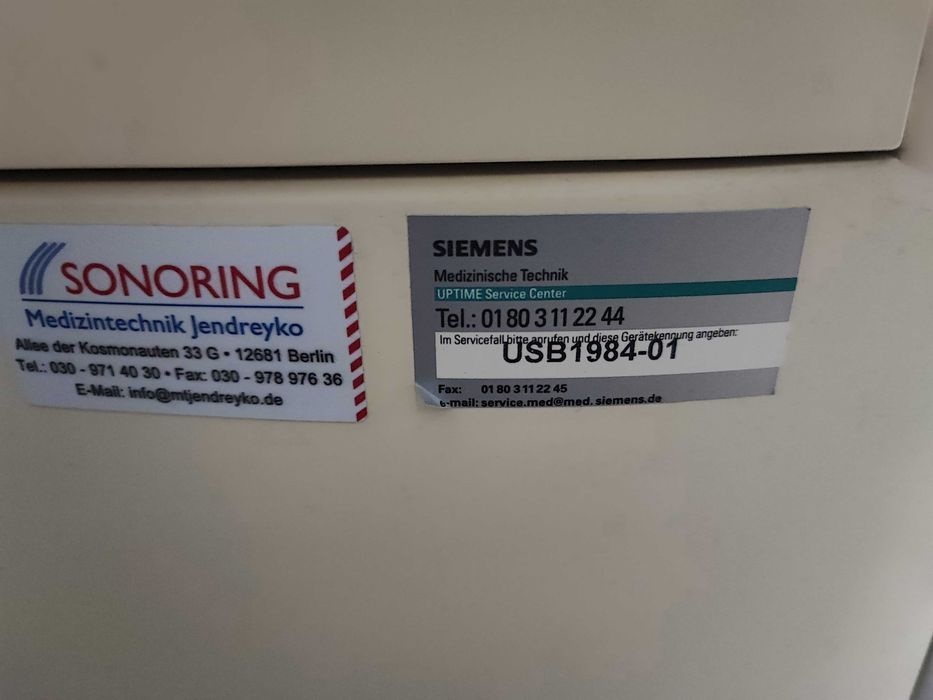 SONORING
Medizintechnik Jendreyko
Allee der Kosmonauten 33 G • 12681 Berlin
Tel.: 030 - 971 40 30 • Fax: 030 - 978 976 36
E-Mail: info@mtjendreyko.de
SIEMENS
Medizinische Technik
UPTIME Service Center
Tel.: 01 80 3 11 22 44
Im Servicefall bitte anrufen und diese Gerätekennung angeben:
USB1984-01
Fax: 01 80 3 11 22 45
e-mail: service.med@med.siemens.de